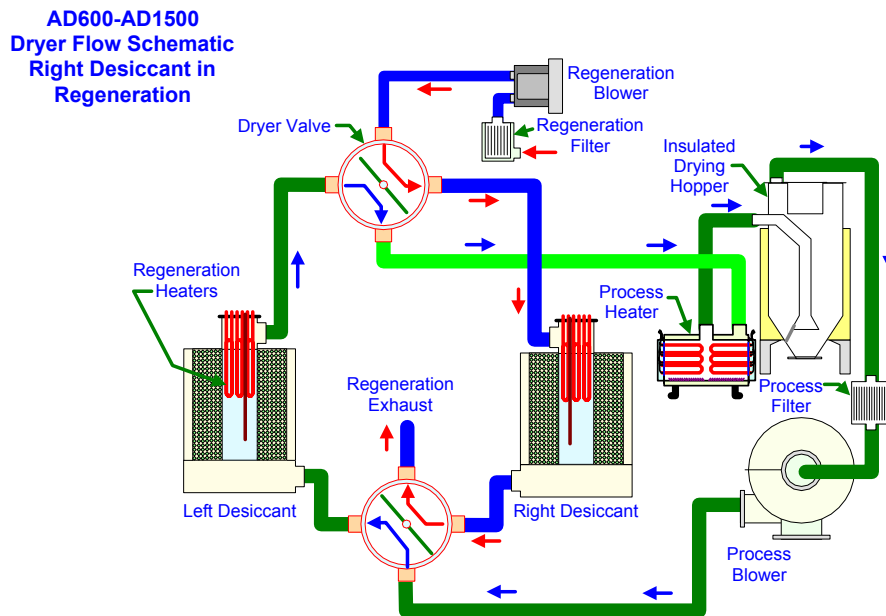 AD600-AD1500
Dryer Flow Schematic
Right Desiccant in
Regeneration
Regeneration
Blower
Dryer Valve
Regeneration
Filter
Insulated
Drying
Hopper
Regeneration
Heaters
Process
Heater
Regeneration
Exhaust
Process
Filter
Left Desiccant
Right Desiccant
Process
Blower